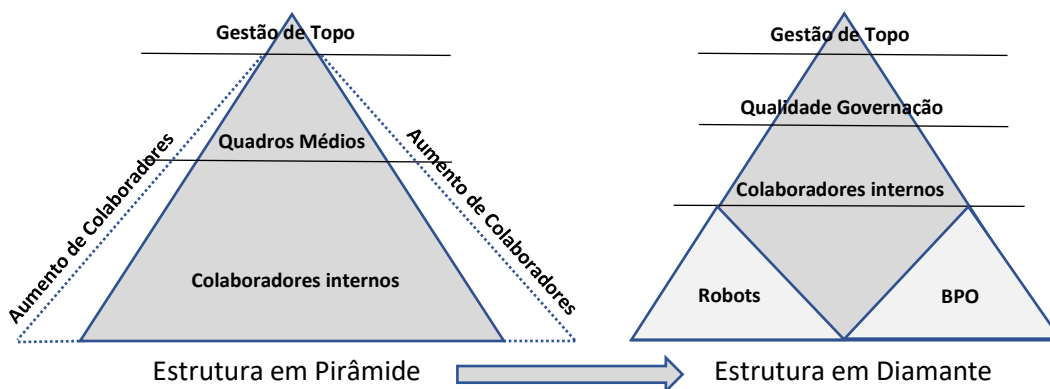 Gestão de Topo
Quadros Médios
Aumento de Colaboradores
Aumento de Colaboradores
Colaboradores internos
Estrutura em Pirâmide
Gestão de Topo
Qualidade Governação
Colaboradores internos
Robots
BPO
Estrutura em Diamante